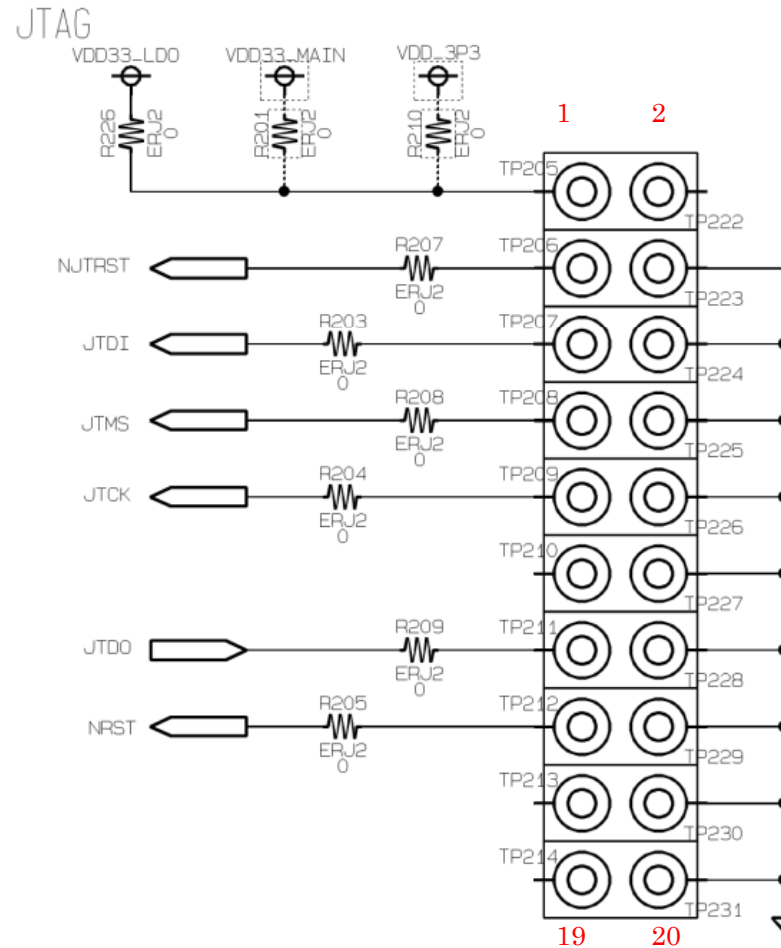 JTAG
VDD33_LDO VDD33_MAIN VDD_3P3
R226 ERJ2 0 R201 ERJ2 0 R210 ERJ2 0
1 2
TP205
TP222
NJTRST R207 ERJ2 0 TP206
TP223
JTDI R203 ERJ2 0 TP207
TP224
JTMS R208 ERJ2 0 TP208
TP225
JTCK R204 ERJ2 0 TP209
TP226
TP210
TP227
JTDO R209 ERJ2 0 TP211
TP228
NRST R205 ERJ2 0 TP212
TP229
TP213
TP230
TP214
TP231
19 20